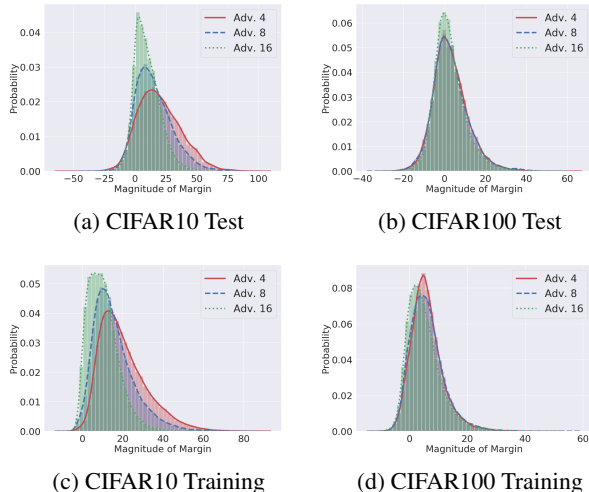 Adv. 4
Adv. 8
Adv. 16
0.04
0.03
0.02
0.01
0.00
Probability
−50 −25 0 25 50 75 100
Magnitude of Margin
(a) CIFAR10 Test
Adv. 4
Adv. 8
Adv. 16
0.06
0.05
0.04
0.03
0.02
0.01
0.00
Probability
−40 −20 0 20 40 60
Magnitude of Margin
(b) CIFAR100 Test
Adv. 4
Adv. 8
Adv. 16
0.05
0.04
0.03
0.02
0.01
0.00
Probability
0 20 40 60 80
Magnitude of Margin
(c) CIFAR10 Training
Adv. 4
Adv. 8
Adv. 16
0.08
0.06
0.04
0.02
0.00
Probability
0 20 40 60
Magnitude of Margin
(d) CIFAR100 Training